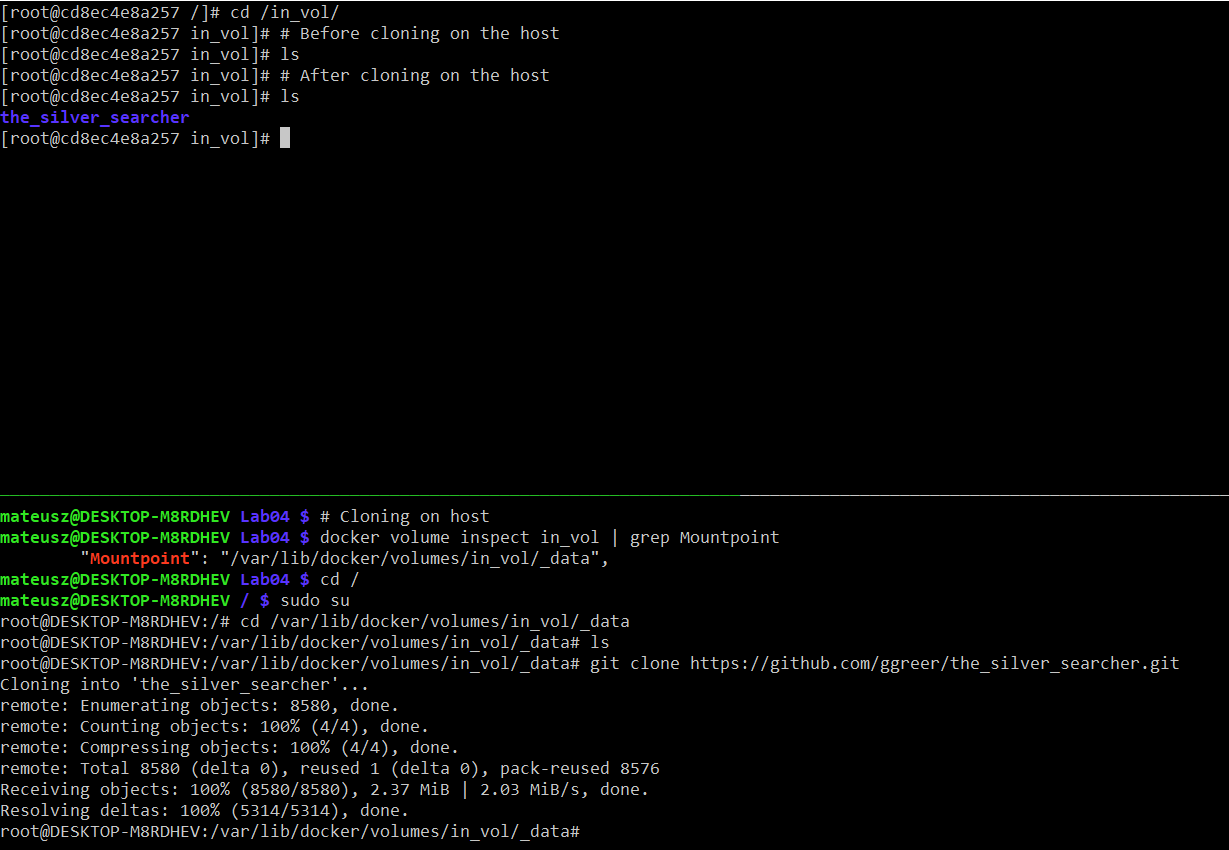 [root@cd8ec4e8a257 /]# cd /in_vol/
[root@cd8ec4e8a257 in_vol]# # Before cloning on the host
[root@cd8ec4e8a257 in_vol]# ls
[root@cd8ec4e8a257 in_vol]# # After cloning on the host
[root@cd8ec4e8a257 in_vol]# ls
the_silver_searcher
[root@cd8ec4e8a257 in_vol]#
mateusz@DESKTOP-M8RDHEV Lab04 $ # Cloning on host
mateusz@DESKTOP-M8RDHEV Lab04 $ docker volume inspect in_vol | grep Mountpoint
        "Mountpoint": "/var/lib/docker/volumes/in_vol/_data",
mateusz@DESKTOP-M8RDHEV Lab04 $ cd /
mateusz@DESKTOP-M8RDHEV / $ sudo su
root@DESKTOP-M8RDHEV:/# cd /var/lib/docker/volumes/in_vol/_data
root@DESKTOP-M8RDHEV:/var/lib/docker/volumes/in_vol/_data# ls
root@DESKTOP-M8RDHEV:/var/lib/docker/volumes/in_vol/_data# git clone https://github.com/ggreer/the_silver_searcher.git
Cloning into 'the_silver_searcher'...
remote: Enumerating objects: 8580, done.
remote: Counting objects: 100% (4/4), done.
remote: Compressing objects: 100% (4/4), done.
remote: Total 8580 (delta 0), reused 1 (delta 0), pack-reused 8576
Receiving objects: 100% (8580/8580), 2.37 MiB | 2.03 MiB/s, done.
Resolving deltas: 100% (5314/5314), done.
root@DESKTOP-M8RDHEV:/var/lib/docker/volumes/in_vol/_data#